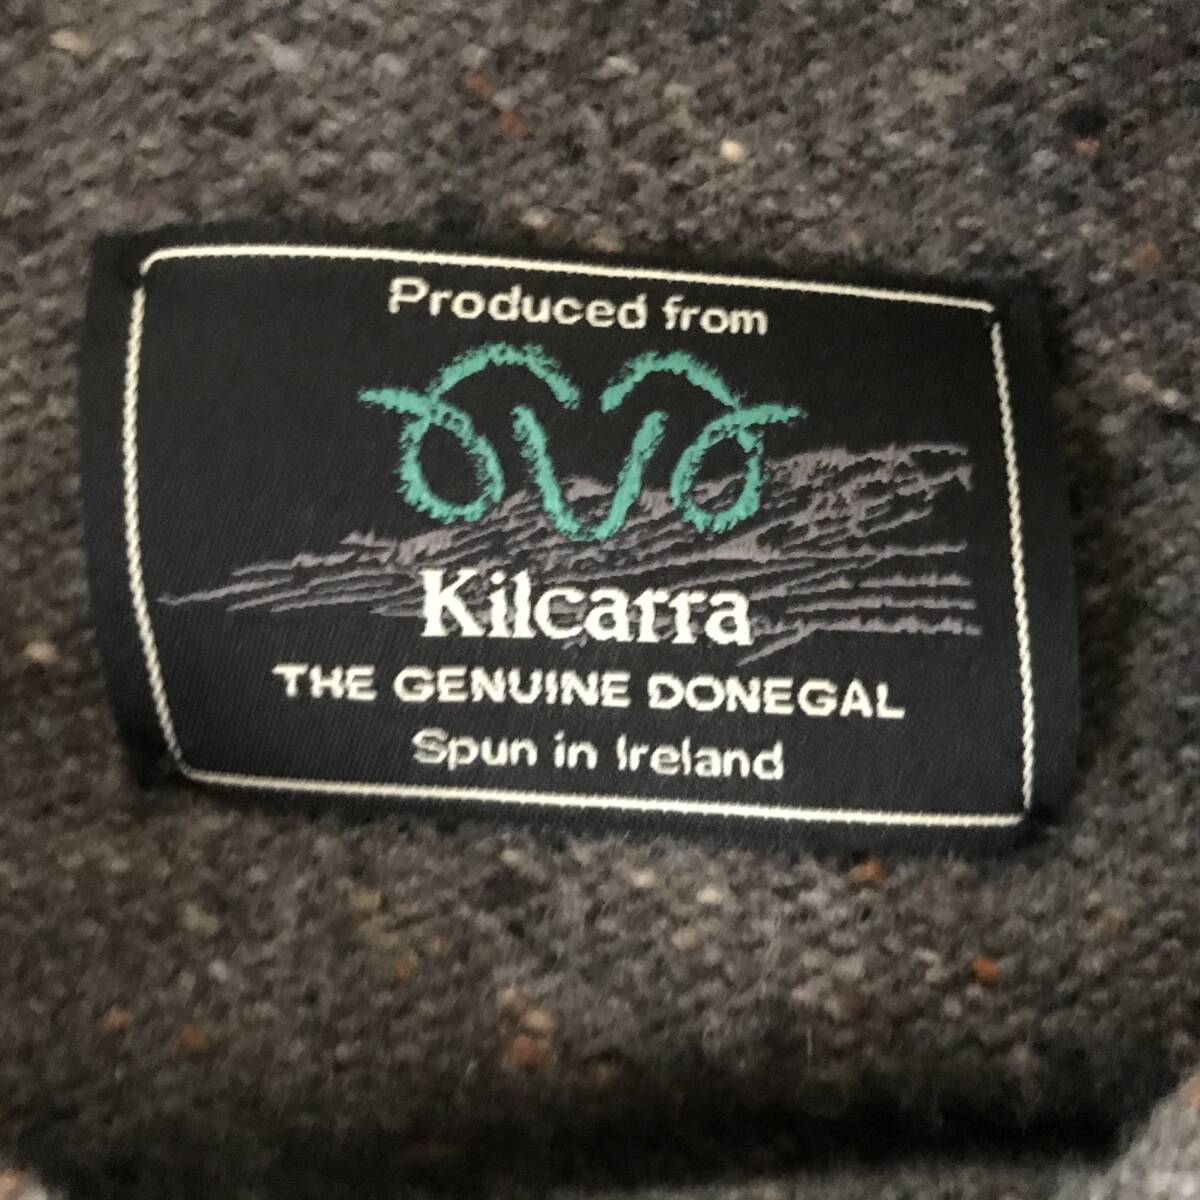 Produced from
Kilcarra
THE GENUINE DONEGAL
Spun in Ireland